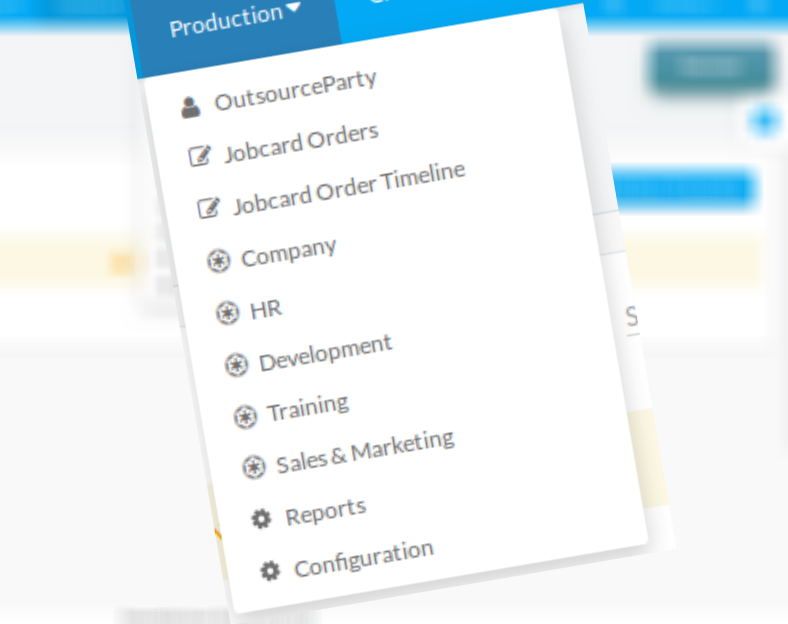 Production
OutsourceParty
Jobcard Orders
Jobcard Order Timeline
Company
HR
Development
Training
Sales & Marketing
Reports
Configuration
S